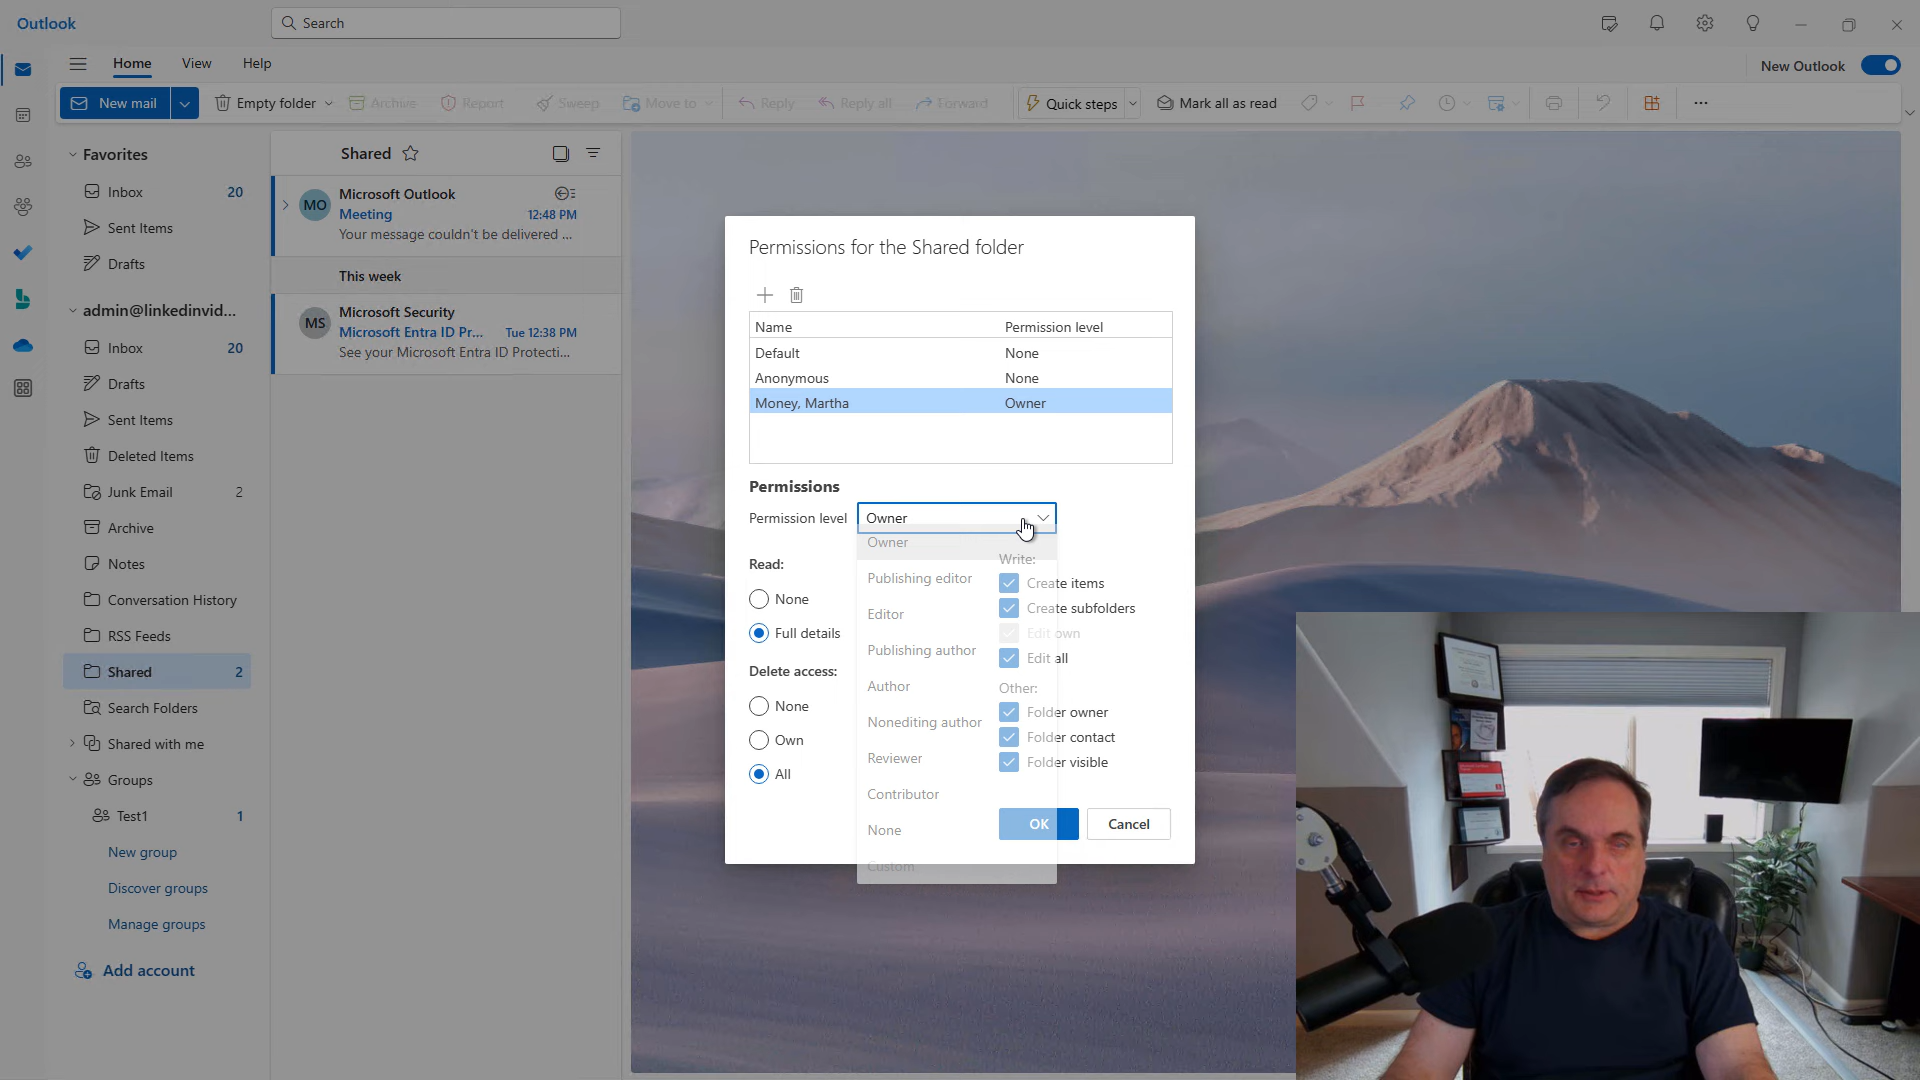 Outlook
Search
Home
View
Help
New Outlook
New mail
Empty folder
Archive
Report
Sweep
Move to
Reply
Reply all
Forward
Quick steps
Mark all as read
Favorites
Inbox 20
Sent Items
Drafts
admin@linkedinvid...
Inbox 20
Drafts
Sent Items
Deleted Items
Junk Email 2
Archive
Notes
Conversation History
RSS Feeds
Shared 2
Search Folders
Shared with me
Groups
Test1 1
New group
Discover groups
Manage groups
Add account
Shared
MO
Microsoft Outlook
Meeting 12:48 PM
Your message couldn't be delivered ...
This week
MS
Microsoft Security
Microsoft Entra ID Pr... Tue 12:38 PM
See your Microsoft Entra ID Protecti...
Permissions for the Shared folder
Name Permission level
Default None
Anonymous None
Money, Martha Owner
Permissions
Permission level Owner
Owner
Publishing editor
Editor
Publishing author
Author
Nonediting author
Reviewer
Contributor
None
Custom
Read:
None
Full details
Delete access:
None
Own
All
Write:
Create items
Create subfolders
Edit own
Edit all
Other:
Folder owner
Folder contact
Folder visible
OK
Cancel